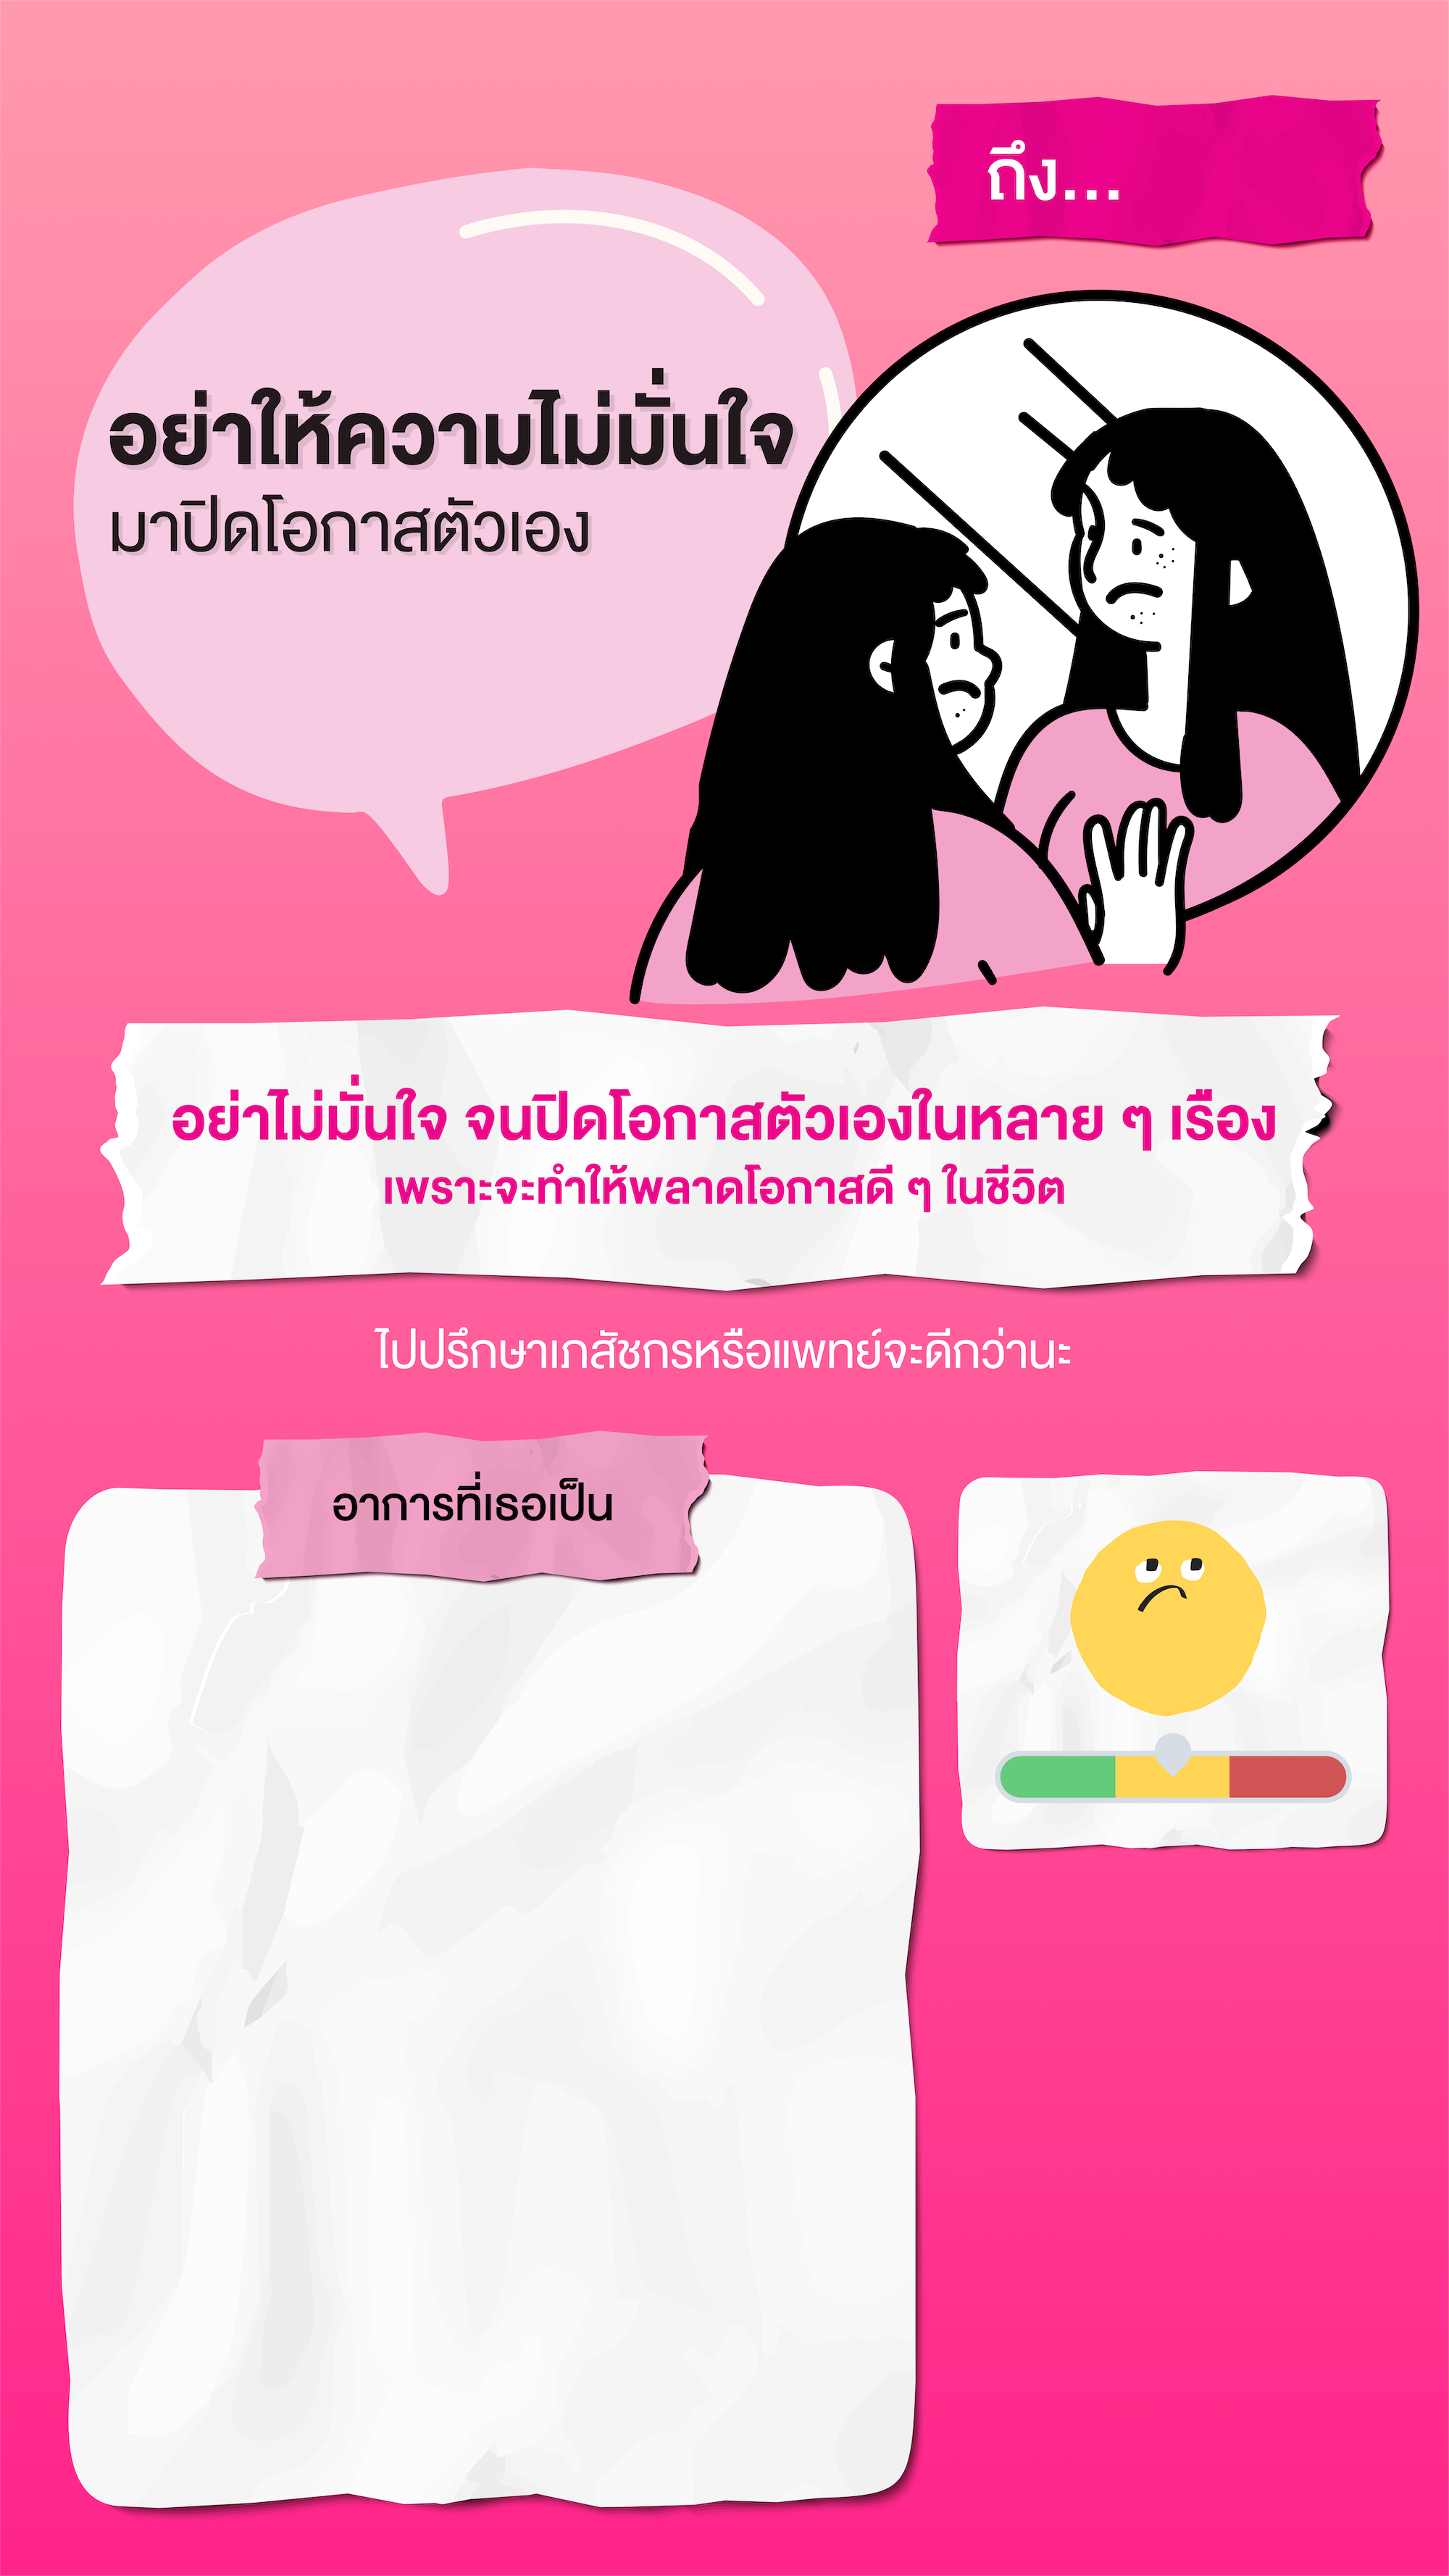 ถึง...
อย่าให้ความไม่มั่นใจ
มาปิดโอกาสตัวเอง
อย่าไม่มั่นใจ จนปิดโอกาสตัวเองในหลาย ๆ เรือง
เพราะจะทำให้พลาดโอกาสดี ๆ ในชีวิต
ไปปรึกษาเภสัชกรหรือแพทย์จะดีกว่านะ
อาการที่เธอเป็น